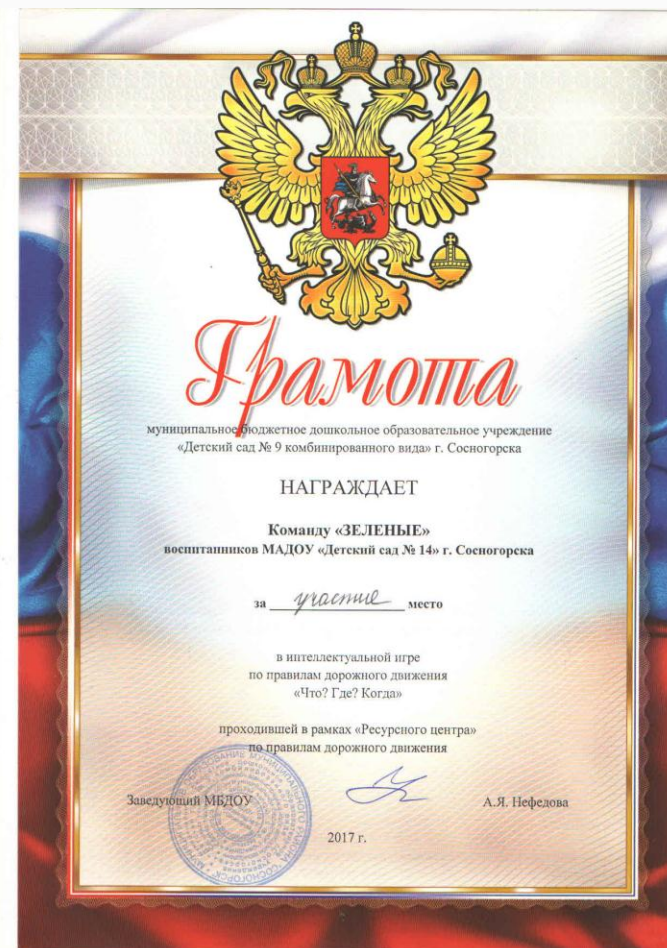 Грамота
муниципальное бюджетное дошкольное образовательное учреждение
«Детский сад № 9 комбинированного вида» г. Сосногорска
НАГРАЖДАЕТ
Команду «ЗЕЛЕНЫЕ»
воспитанников МАДОУ «Детский сад № 14» г. Сосногорска
за участие место
в интеллектуальной игре
по правилам дорожного движения
«Что? Где? Когда»
проходившей в рамках «Ресурсного центра»
по правилам дорожного движения
Заведующий МБДОУ А.Я. Нефедова
2017 г.